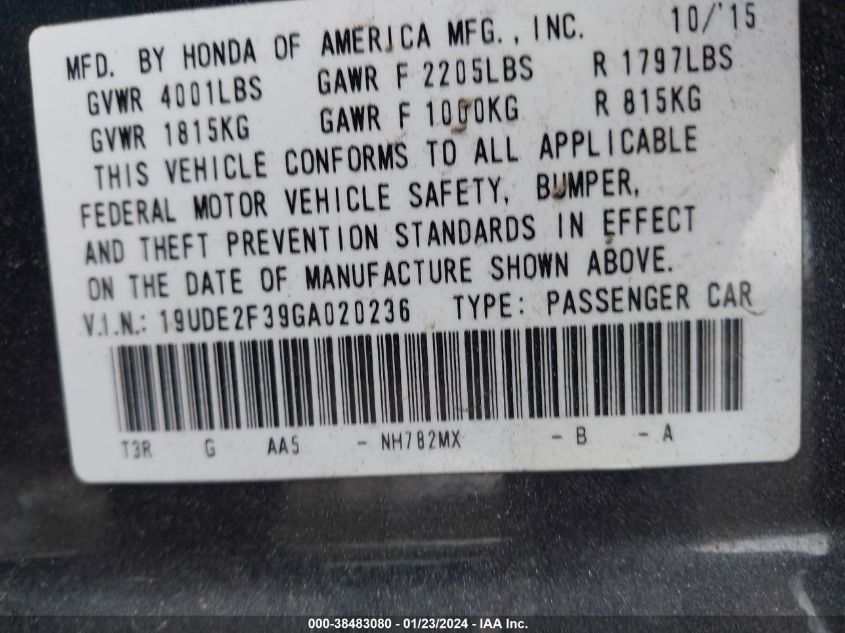 MFD. BY HONDA OF AMERICA MFG., INC. 10/'15
GVWR 4001LBS GAWR F 2205LBS R 1797LBS
GVWR 1815KG GAWR F 1000KG R 815KG
THIS VEHICLE CONFORMS TO ALL APPLICABLE
FEDERAL MOTOR VEHICLE SAFETY, BUMPER,
AND THEFT PREVENTION STANDARDS IN EFFECT
ON THE DATE OF MANUFACTURE SHOWN ABOVE.
V.I.N.: 19UDE2F39GA020236 TYPE: PASSENGER CAR
T3R G AA5 - NH782MX - B - A
000-38483080 - 01/23/2024 - IAA Inc.